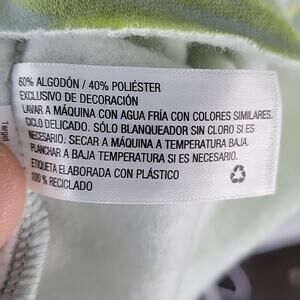 60% ALGODÓN / 40% POLIÉSTER
EXCLUSIVO DE DECORACIÓN
LAVAR A MÁQUINA CON AGUA FRÍA CON COLORES SIMILARES.
CICLO DELICADO. SÓLO BLANQUEADOR SIN CLORO SI ES
NECESARIO. SECAR A MÁQUINA A TEMPERATURA BAJA.
PLANCHAR A BAJA TEMPERATURA SI ES NECESARIO.
ETIQUETA ELABORADA CON PLÁSTICO
100 % RECICLADO
Target